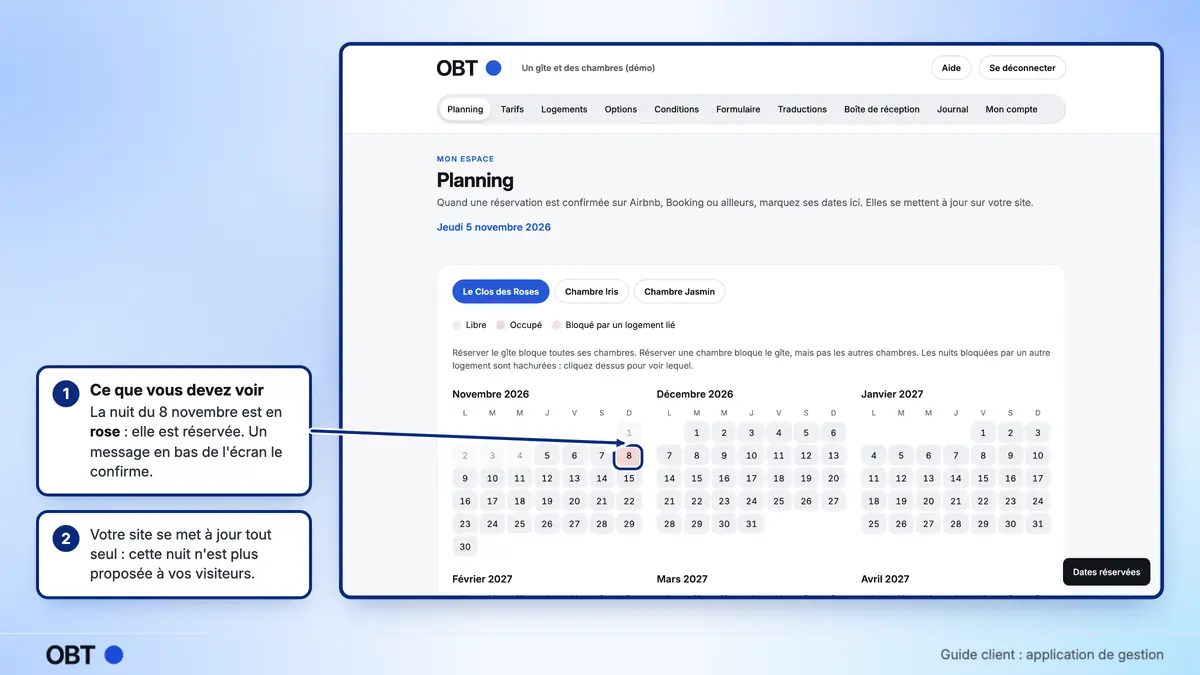 OBT
Un gîte et des chambres (démo)
Aide
Se déconnecter
Planning
Tarifs
Logements
Options
Conditions
Formulaire
Traductions
Boîte de réception
Journal
Mon compte
MON ESPACE
Planning
Quand une réservation est confirmée sur Airbnb, Booking ou ailleurs, marquez ses dates ici. Elles se mettent à jour sur votre site.
Jeudi 5 novembre 2026
Le Clos des Roses
Chambre Iris
Chambre Jasmin
Libre
Occupé
Bloqué par un logement lié
Réserver le gîte bloque toutes ses chambres. Réserver une chambre bloque le gîte, mais pas les autres chambres. Les nuits bloquées par un autre
logement sont hachurées : cliquez dessus pour voir lequel.
Novembre 2026
L M M J V S D
1
2 3 4 5 6 7 8
9 10 11 12 13 14 15
16 17 18 19 20 21 22
23 24 25 26 27 28 29
30
Décembre 2026
L M M J V S D
1 2 3 4 5 6
7 8 9 10 11 12 13
14 15 16 17 18 19 20
21 22 23 24 25 26 27
28 29 30 31
Janvier 2027
L M M J V S D
1 2 3
4 5 6 7 8 9 10
11 12 13 14 15 16 17
18 19 20 21 22 23 24
25 26 27 28 29 30 31
Février 2027
Mars 2027
Avril 2027
Dates réservées
1
Ce que vous devez voir
La nuit du 8 novembre est en
rose : elle est réservée. Un
message en bas de l'écran le
confirme.
2
Votre site se met à jour tout
seul : cette nuit n'est plus
proposée à vos visiteurs.
OBT
Guide client : application de gestion